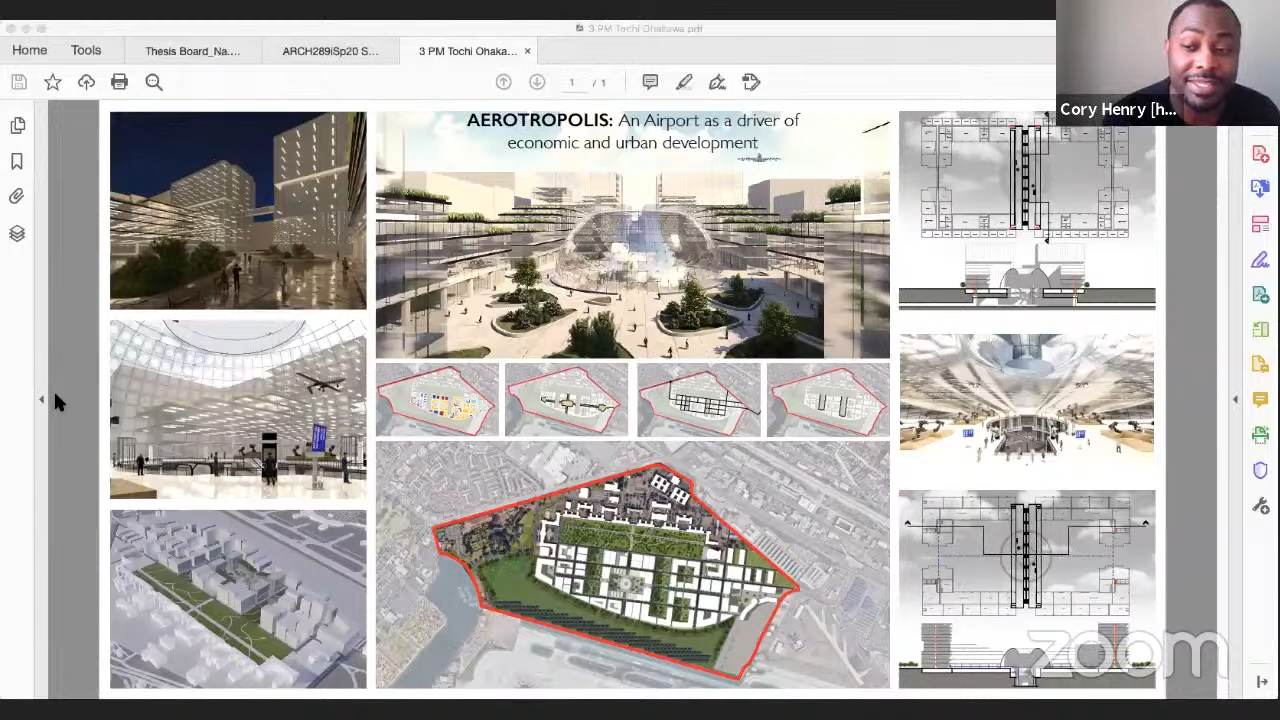 3 PM Tochi Ohakawa.pdf
Home
Tools
Thesis Board_Na....
ARCH289iSp20 S...
3 PM Tochi Ohaka... ×
1 / 1
Cory Henry [h...
AEROTROPOLIS: An Airport as a driver of
economic and urban development
zoom